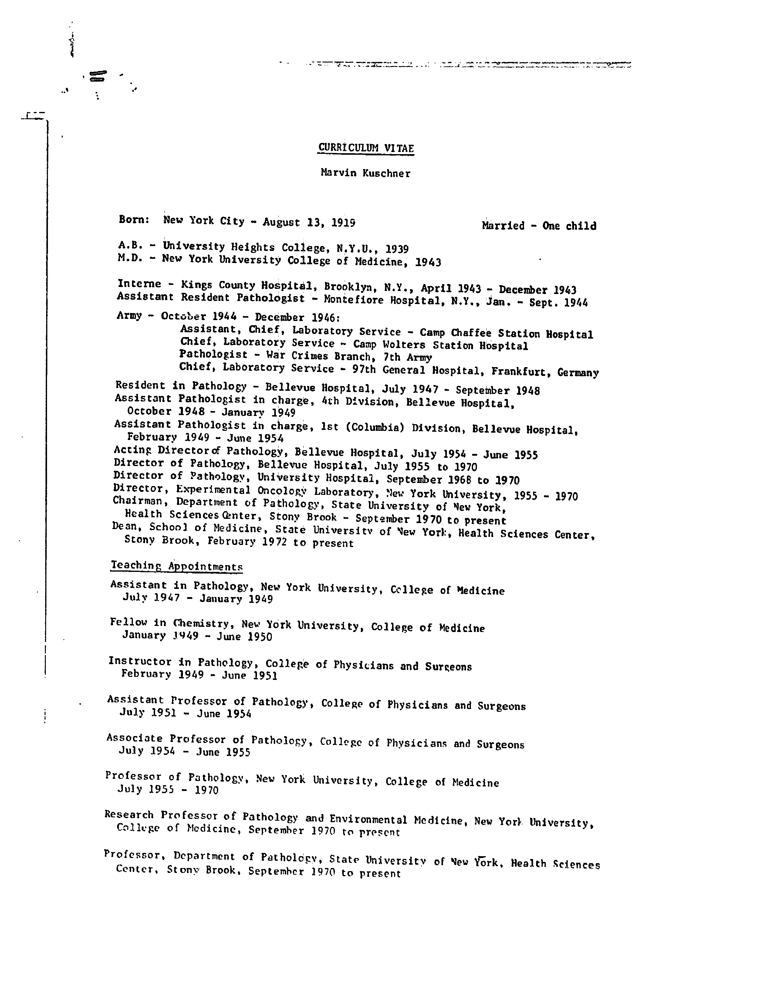 CURRICULUM VITAE
Marvin Kuschner
Born: New York City - August 13, 1919 Married - One child
A.B. - University Heights College, N.Y.U., 1939
M.D. - New York University College of Medicine, 1943
Interne - Kings County Hospital, Brooklyn, N.Y., April 1943 - December 1943
Assistant Resident Pathologist - Montefiore Hospital, N.Y., Jan. - Sept. 1944
Army - October 1944 - December 1946:
Assistant, Chief, Laboratory Service - Camp Chaffee Station Hospital
Chief, Laboratory Service - Camp Wolters Station Hospital
Pathologist - War Crimes Branch, 7th Army
Chief, Laboratory Service - 97th General Hospital, Frankfurt, Germany
Resident in Pathology - Bellevue Hospital, July 1947 - September 1948
Assistant Pathologist in charge, 4th Division, Bellevue Hospital,
October 1948 - January 1949
Assistant Pathologist in charge, 1st (Columbia) Division, Bellevue Hospital,
February 1949 - June 1954
Acting Director of Pathology, Bellevue Hospital, July 1954 - June 1955
Director of Pathology, Bellevue Hospital, July 1955 to 1970
Director of Pathology, University Hospital, September 1968 to 1970
Director, Experimental Oncology Laboratory, New York University, 1955 - 1970
Chairman, Department of Pathology, State University of New York,
Health Sciences Center, Stony Brook - September 1970 to present
Dean, School of Medicine, State University of New York, Health Sciences Center,
Stony Brook, February 1972 to present
Teaching Appointments
Assistant in Pathology, New York University, College of Medicine
July 1947 - January 1949
Fellow in Chemistry, New York University, College of Medicine
January 1949 - June 1950
Instructor in Pathology, College of Physicians and Surgeons
February 1949 - June 1951
Assistant Professor of Pathology, College of Physicians and Surgeons
July 1951 - June 1954
Associate Professor of Pathology, College of Physicians and Surgeons
July 1954 - June 1955
Professor of Pathology, New York University, College of Medicine
July 1955 - 1970
Research Professor of Pathology and Environmental Medicine, New York University,
College of Medicine, September 1970 to present
Professor, Department of Pathology, State University of New York, Health Sciences
Center, Stony Brook, September 1970 to present